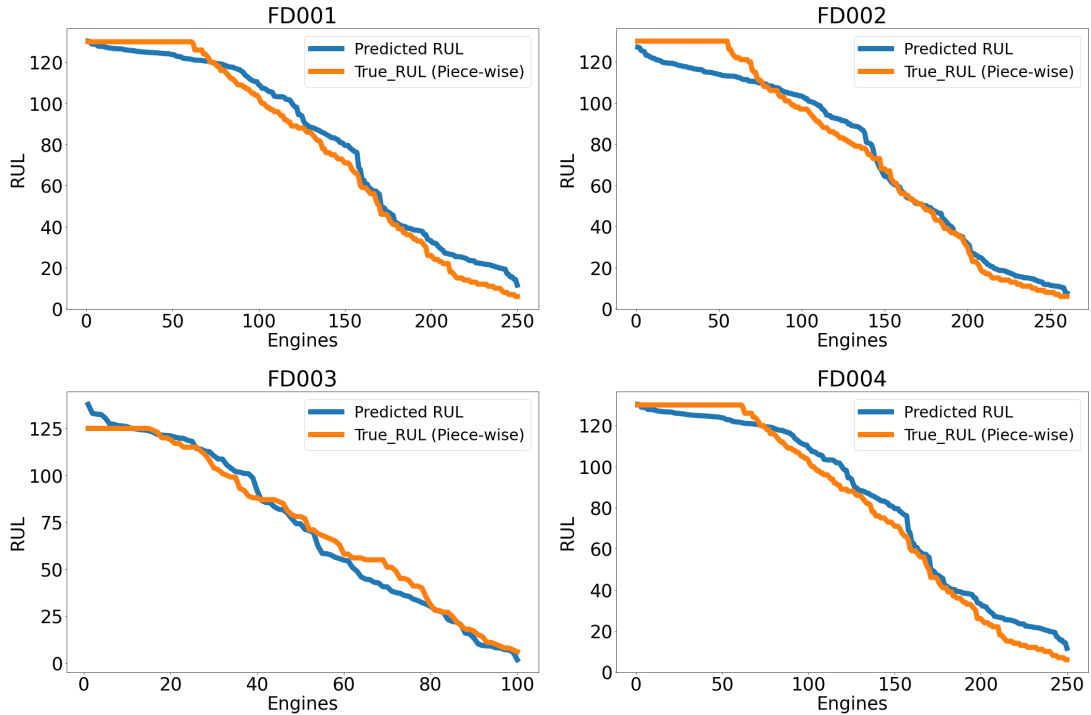 FD001
120
100
80
60
40
20
0
RUL
Predicted RUL
True_RUL (Piece-wise)
0 50 100 150 200 250
Engines
FD002
120
100
80
60
40
20
0
RUL
Predicted RUL
True_RUL (Piece-wise)
0 50 100 150 200 250
Engines
FD003
125
100
75
50
25
0
RUL
Predicted RUL
True_RUL (Piece-wise)
0 20 40 60 80 100
Engines
FD004
120
100
80
60
40
20
0
RUL
Predicted RUL
True_RUL (Piece-wise)
0 50 100 150 200 250
Engines